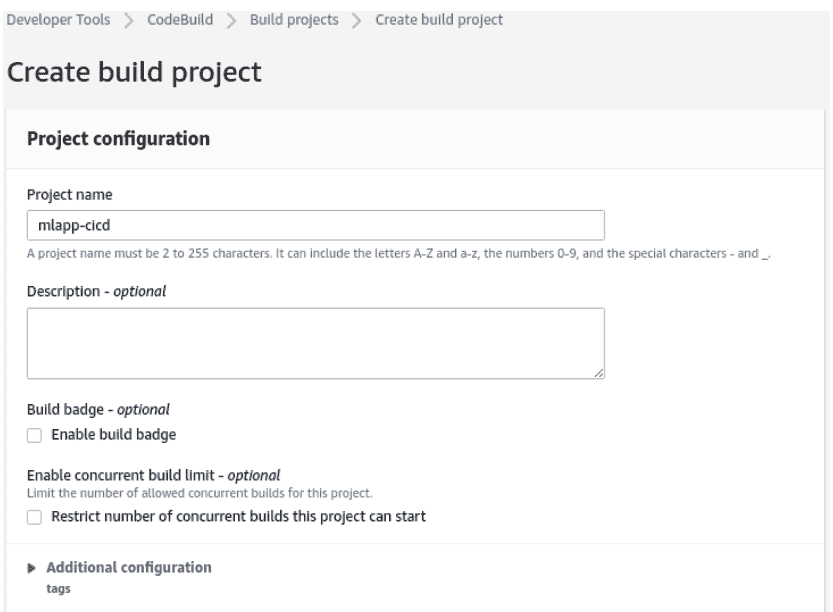 Developer Tools > CodeBuild > Build projects > Create build project
Create build project
Project configuration
Project name
mlapp-cicd
A project name must be 2 to 255 characters. It can include the letters A-Z and a-z, the numbers 0-9, and the special characters - and _.
Description - optional
Build badge - optional
Enable build badge
Enable concurrent build limit - optional
Limit the number of allowed concurrent builds for this project.
Restrict number of concurrent builds this project can start
Additional configuration
tags